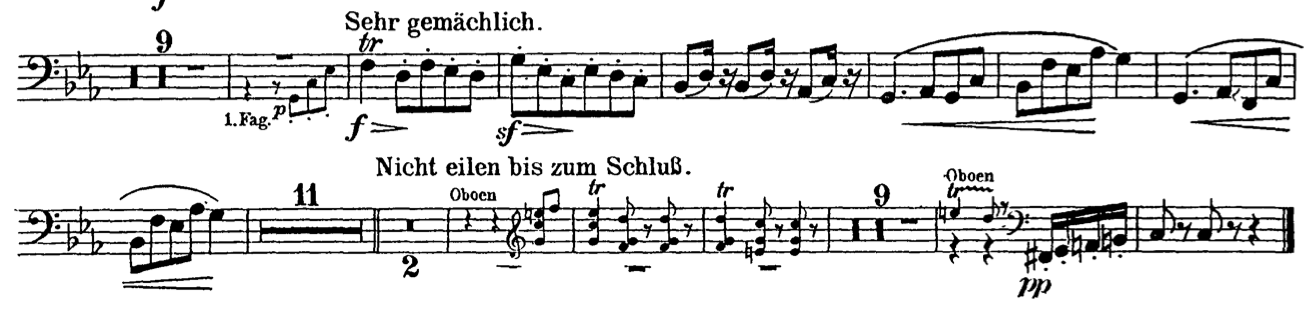 f
Sehr gemächlich.
9
tr
1. Fag.
p
f
sf
Nicht eilen bis zum Schluß.
11
2
Oboen
tr
tr
9
Oboen
tr
pp